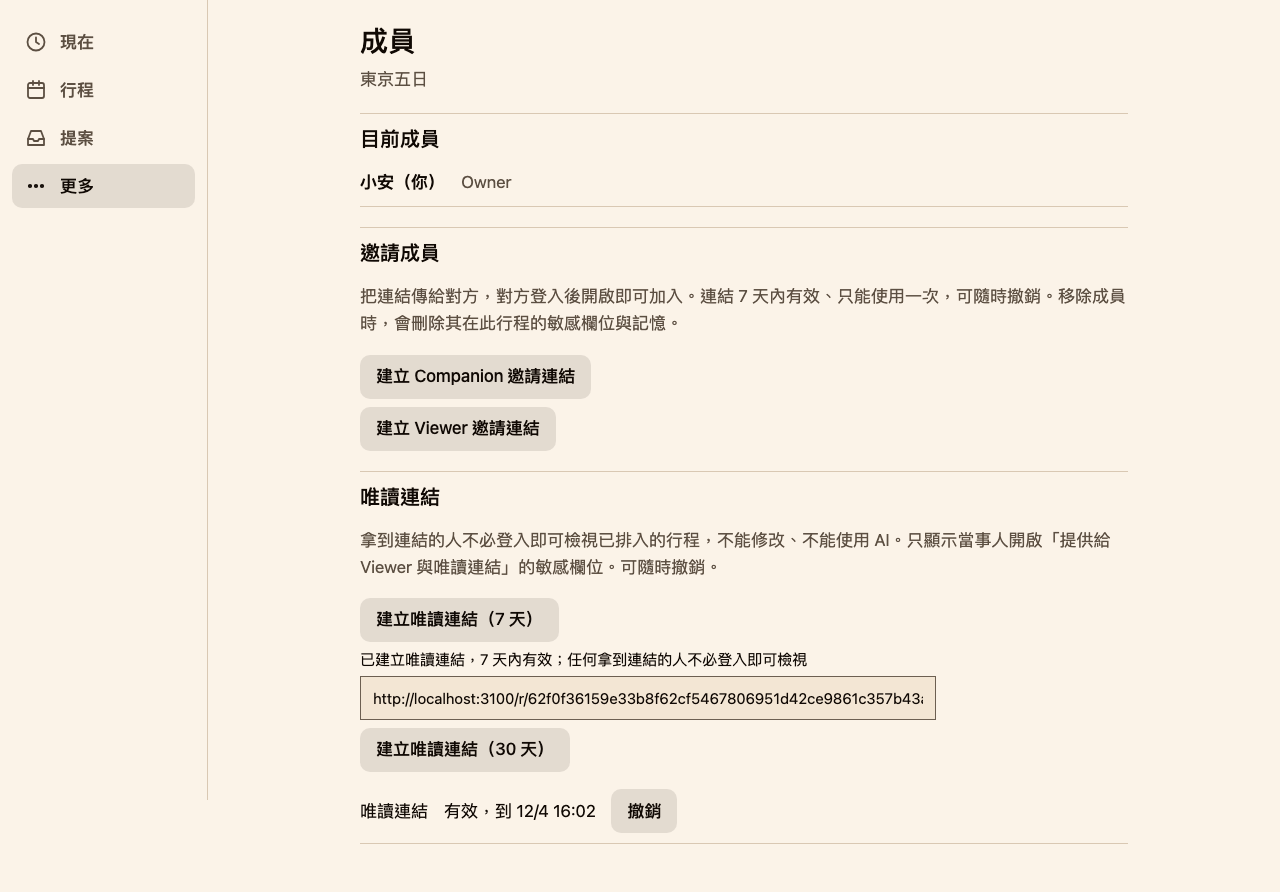 現在
行程
提案
更多
成員
東京五日
目前成員
小安（你） Owner
邀請成員
把連結傳給對方，對方登入後開啟即可加入。連結 7 天內有效、只能使用一次，可隨時撤銷。移除成員
時，會刪除其在此行程的敏感欄位與記憶。
建立 Companion 邀請連結
建立 Viewer 邀請連結
唯讀連結
拿到連結的人不必登入即可檢視已排入的行程，不能修改、不能使用 AI。只顯示當事人開啟「提供給
Viewer 與唯讀連結」的敏感欄位。可隨時撤銷。
建立唯讀連結（7 天）
已建立唯讀連結，7 天內有效；任何拿到連結的人不必登入即可檢視
http://localhost:3100/r/62f0f36159e33b8f62cf5467806951d42ce9861c357b43
建立唯讀連結（30 天）
唯讀連結 有效，到 12/4 16:02 撤銷